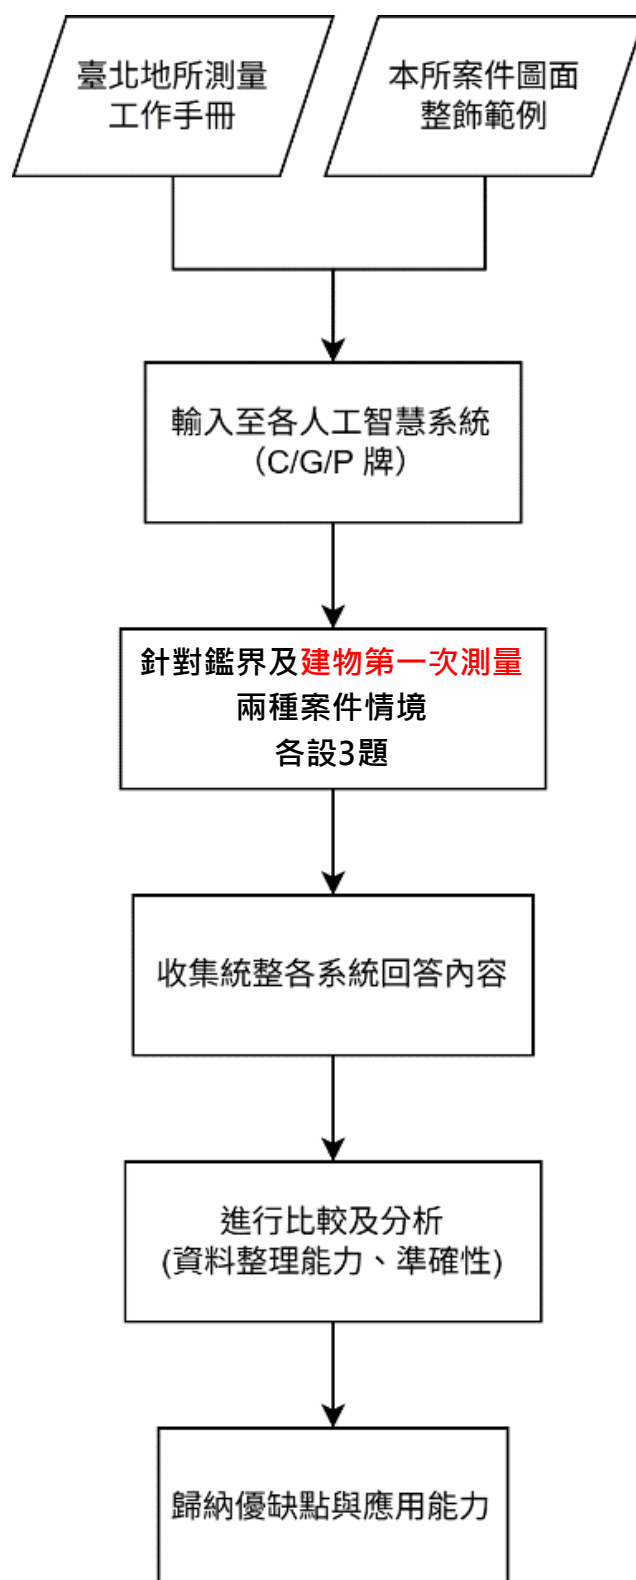 臺北地所測量
工作手冊
本所案件圖面
整飾範例
輸入至各人工智慧系統
（C/G/P 牌）
針對鑑界及建物第一次測量
兩種案件情境
各設3題
收集統整各系統回答內容
進行比較及分析
(資料整理能力、準確性)
歸納優缺點與應用能力